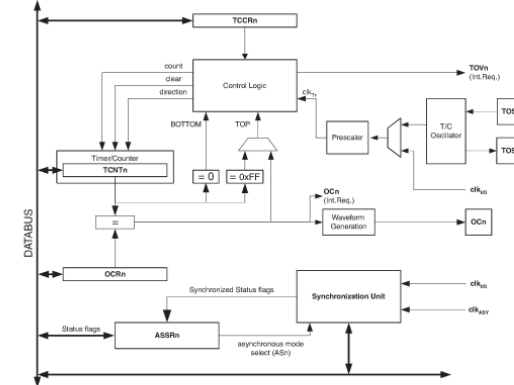 TCCRn
count
clear
direction
Control Logic
TOVn
(Int.Req.)
clkTn
BOTTOM
TOP
Prescaler
T/C
Oscillator
TOS
TOS
Timer/Counter
TCNTn
= 0
= 0xFF
OCn
(Int.Req.)
clkI/O
=
Waveform
Generation
OCn
DATABUS
OCRn
Synchronized Status flags
Synchronization Unit
clkI/O
clkASY
Status flags
ASSRn
asynchronous mode
select (ASn)